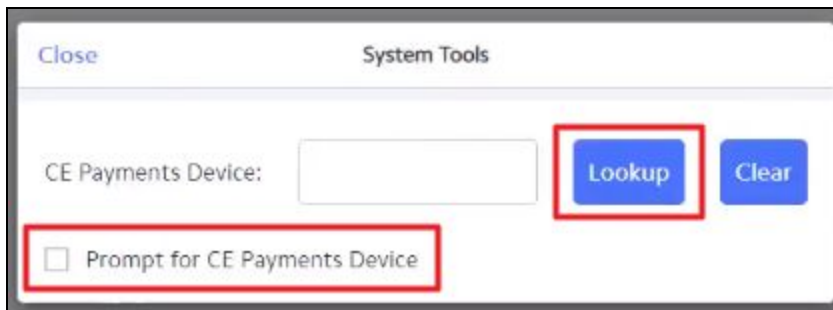 Close System Tools
CE Payments Device: Lookup Clear
Prompt for CE Payments Device